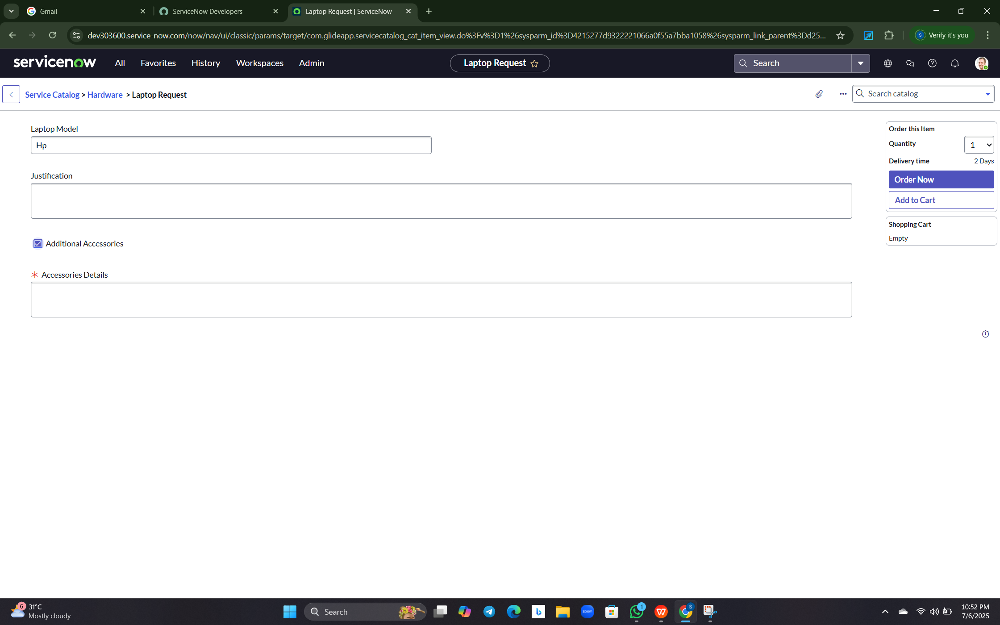 Gmail
ServiceNow Developers
Laptop Request | ServiceNow
dev303600.service-now.com/now/nav/ui/classic/params/target/com.glideapp.servicecatalog_cat_item_view.do%3Fv%3D1%26sysparm_id%3D4215277d9322221066a0f55a7bba1058%26sysparm_link_parent%3Dd25...
S Verify it's you
servicenow All Favorites History Workspaces Admin
Laptop Request
Search
Service Catalog > Hardware > Laptop Request
Search catalog
Laptop Model
Hp
Justification
Additional Accessories
* Accessories Details
Order this Item
Quantity 1
Delivery time 2 Days
Order Now
Add to Cart
Shopping Cart
Empty
6
31°C
Mostly cloudy
Search
b
zoom
1
W
S
10:52 PM
7/6/2025